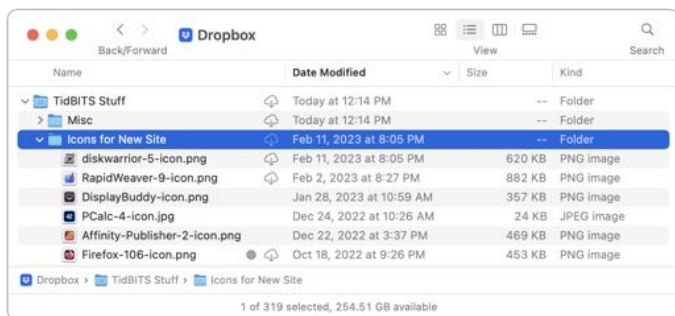 Dropbox
Back/Forward View Search
Name Date Modified Size Kind
TidBITS Stuff Today at 12:14 PM -- Folder
Misc Today at 12:14 PM -- Folder
Icons for New Site Feb 11, 2023 at 8:05 PM -- Folder
diskwarrior-5-icon.png Feb 11, 2023 at 8:05 PM 620 KB PNG image
RapidWeaver-9-icon.png Feb 2, 2023 at 8:27 PM 882 KB PNG image
DisplayBuddy-icon.png Jan 28, 2023 at 10:59 AM 357 KB PNG image
PCalc-4-icon.jpg Dec 24, 2022 at 10:26 AM 24 KB JPEG image
Affinity-Publisher-2-icon.png Dec 22, 2022 at 3:37 PM 469 KB PNG image
Firefox-106-icon.png Oct 18, 2022 at 9:26 PM 453 KB PNG image
Dropbox › TidBITS Stuff › Icons for New Site
1 of 319 selected, 254.51 GB available